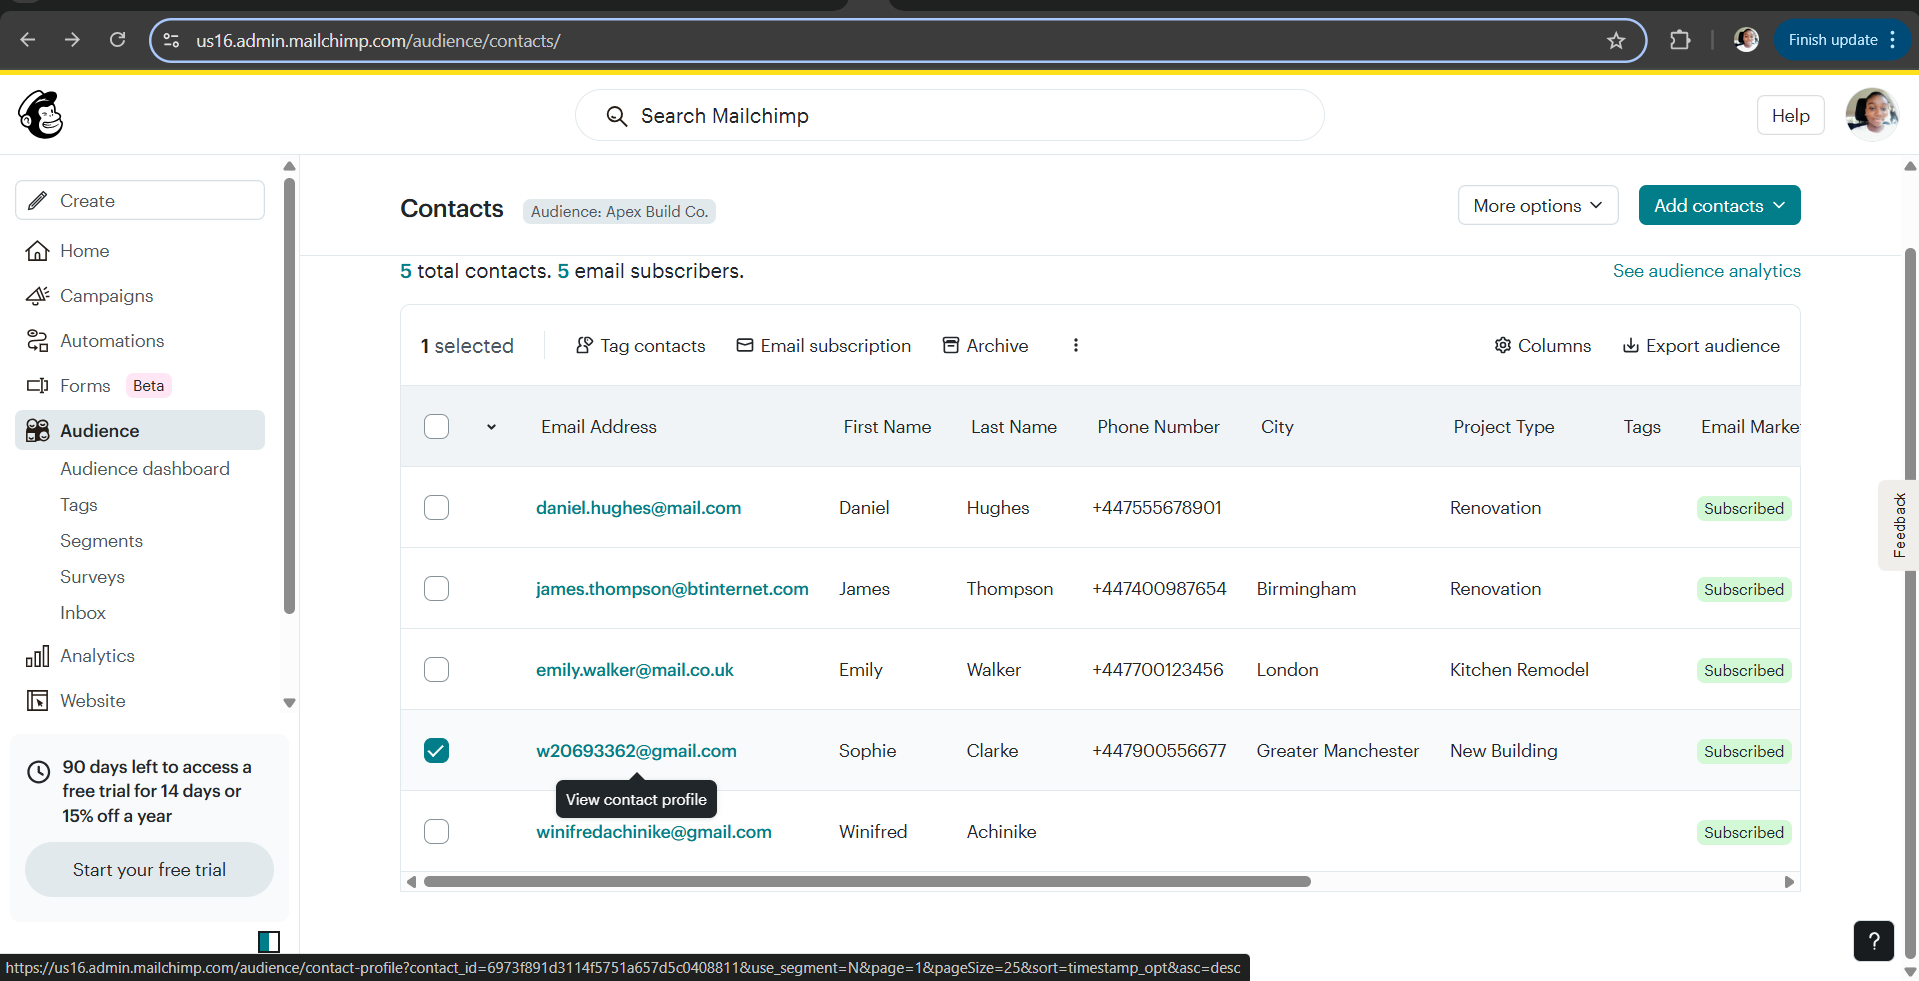 us16.admin.mailchimp.com/audience/contacts/
Finish update
Search Mailchimp
Help
Create
Home
Campaigns
Automations
Forms Beta
Audience
Audience dashboard
Tags
Segments
Surveys
Inbox
Analytics
Website
90 days left to access a
free trial for 14 days or
15% off a year
Start your free trial
Contacts Audience: Apex Build Co.
More options Add contacts
5 total contacts. 5 email subscribers.
See audience analytics
1 selected Tag contacts Email subscription Archive Columns Export audience
Email Address First Name Last Name Phone Number City Project Type Tags Email Marke
daniel.hughes@mail.com Daniel Hughes +447555678901 Renovation Subscribed
james.thompson@btinternet.com James Thompson +447400987654 Birmingham Renovation Subscribed
emily.walker@mail.co.uk Emily Walker +447700123456 London Kitchen Remodel Subscribed
w20693362@gmail.com Sophie Clarke +447900556677 Greater Manchester New Building Subscribed
View contact profile
winifredachinike@gmail.com Winifred Achinike Subscribed
Feedback
?
https://us16.admin.mailchimp.com/audience/contact-profile?contact_id=6973f891d3114f5751a657d5c0408811&use_segment=N&page=1&pageSize=25&sort=timestamp_opt&asc=desc